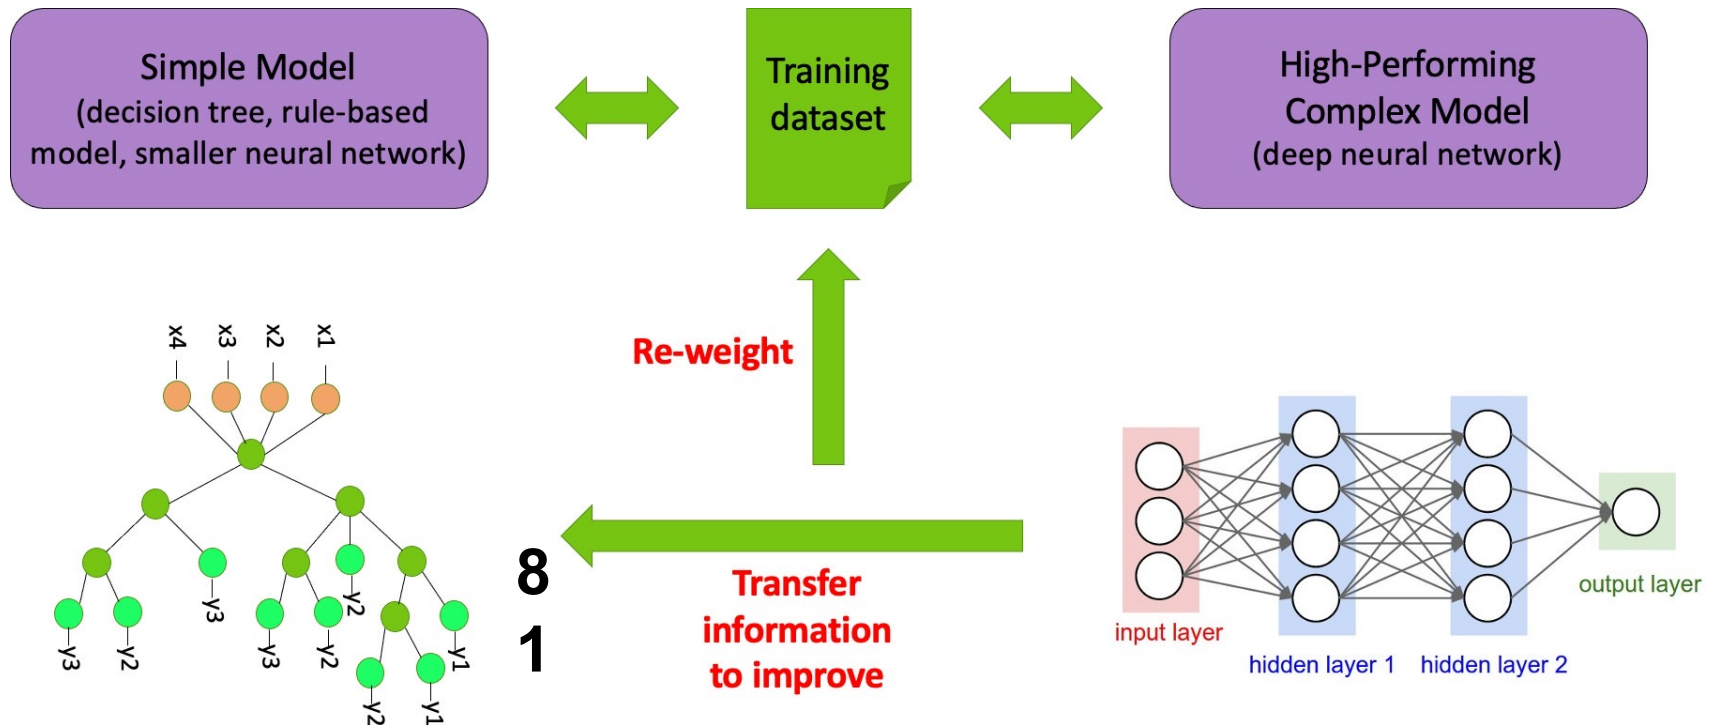 Simple Model
(decision tree, rule-based
model, smaller neural network)
Training
dataset
High-Performing
Complex Model
(deep neural network)
Re-weight
x4
x3
x2
x1
y3
y2
y3
y3
y2
y2
y2
y1
y1
8
1
Transfer
information
to improve
input layer
hidden layer 1
hidden layer 2
output layer